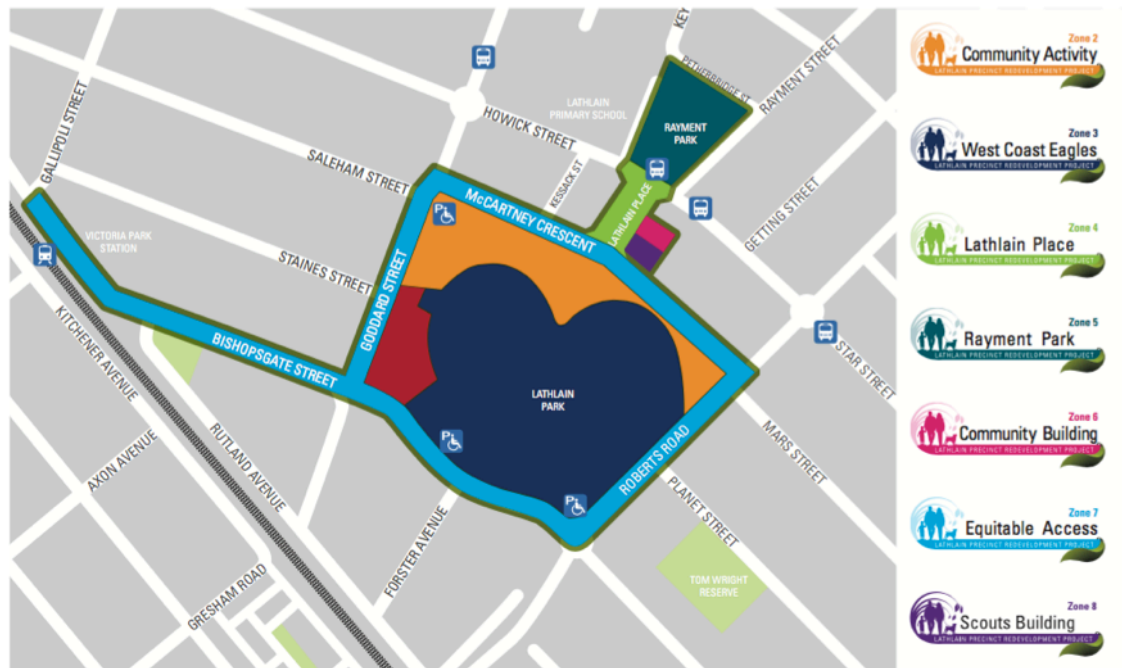 GALLIPOLI STREET
SALEHAM STREET
STAINES STREET
HOWICK STREET
LATHLAIN
PRIMARY SCHOOL
KESSACK ST
KEY
PETHERBRIDGE ST
RAYMENT STREET
RAYMENT
PARK
LATHLAIN PLACE
GETTING STREET
McCARTNEY CRESCENT
P
GODDARD STREET
VICTORIA PARK
STATION
BISHOPSGATE STREET
KITCHENER AVENUE
RUTLAND AVENUE
AXON AVENUE
GRESHAM ROAD
FORSTER AVENUE
LATHLAIN
PARK
P
P
ROBERTS ROAD
STAR STREET
MARS STREET
PLANET STREET
TOM WRIGHT
RESERVE
Zone 2
Community Activity
LATHLAIN PRECINCT REDEVELOPMENT PROJECT
Zone 3
West Coast Eagles
LATHLAIN PRECINCT REDEVELOPMENT PROJECT
Zone 4
Lathlain Place
LATHLAIN PRECINCT REDEVELOPMENT PROJECT
Zone 5
Rayment Park
LATHLAIN PRECINCT REDEVELOPMENT PROJECT
Zone 6
Community Building
LATHLAIN PRECINCT REDEVELOPMENT PROJECT
Zone 7
Equitable Access
LATHLAIN PRECINCT REDEVELOPMENT PROJECT
Zone 8
Scouts Building
LATHLAIN PRECINCT REDEVELOPMENT PROJECT